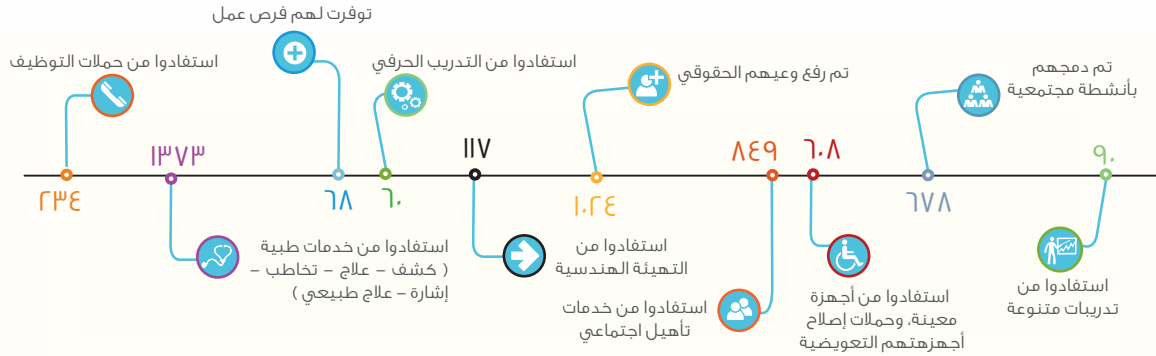 توفرت لهم فرص عمل
٦٨
استفادوا من حملات التوظيف
٢٣٤
استفادوا من التدريب الحرفي
٦٠
تم رفع وعيهم الحقوقي
١٠٢٤
تم دمجهم
بأنشطة مجتمعية
٦٧٨
١٣٧٣
استفادوا من خدمات طبية
( كشف - علاج - تخاطب -
إشارة - علاج طبيعي )
١١٧
استفادوا من
التهيئة الهندسية
٨٤٩
استفادوا من خدمات
تأهيل اجتماعي
٦٠٨
استفادوا من أجهزة
معينة، وحملات إصلاح
أجهزهتهم التعويضية
٩٠
استفادوا من
تدريبات متنوعة